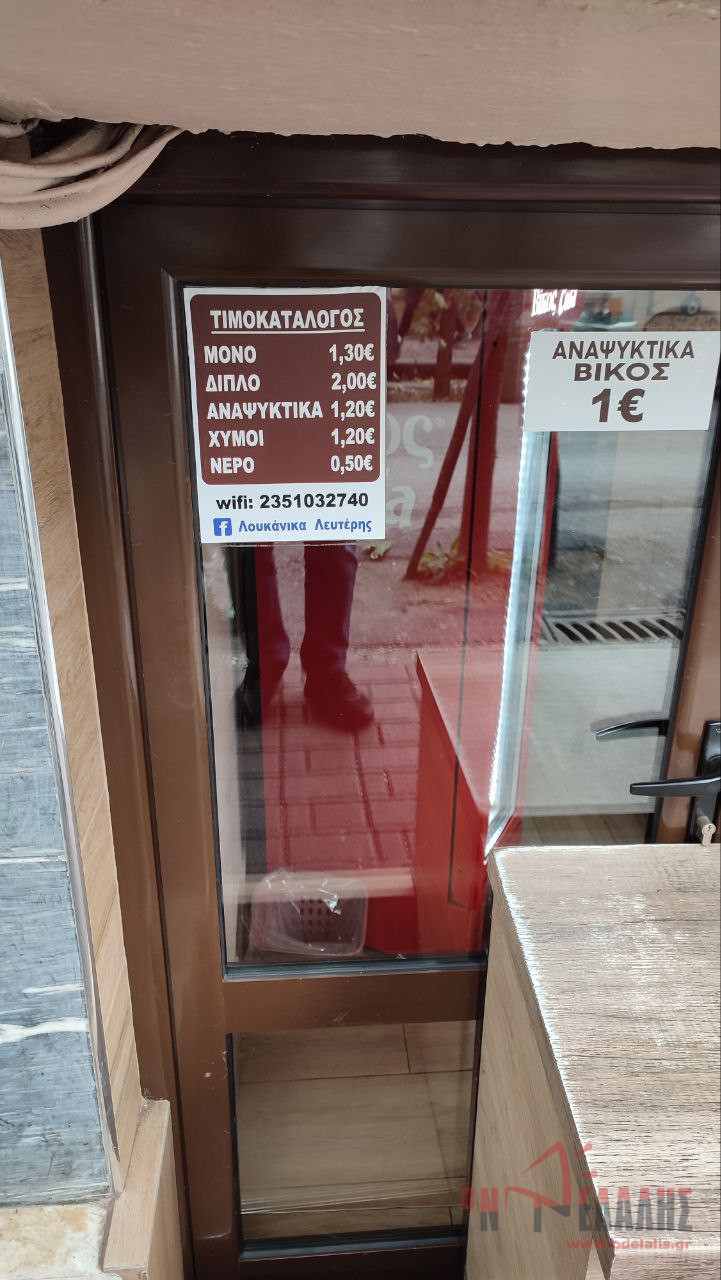 ΤΙΜΟΚΑΤΑΛΟΓΟΣ
ΜΟΝΟ 1,30€
ΔΙΠΛΟ 2,00€
ΑΝΑΨΥΚΤΙΚΑ 1,20€
ΧΥΜΟΙ 1,20€
ΝΕΡΟ 0,50€
wifi: 2351032740
f Λουκάνικα Λευτέρης
ΑΝΑΨΥΚΤΙΚΑ
ΒΙΚΟΣ
1€
www.odelalis.gr